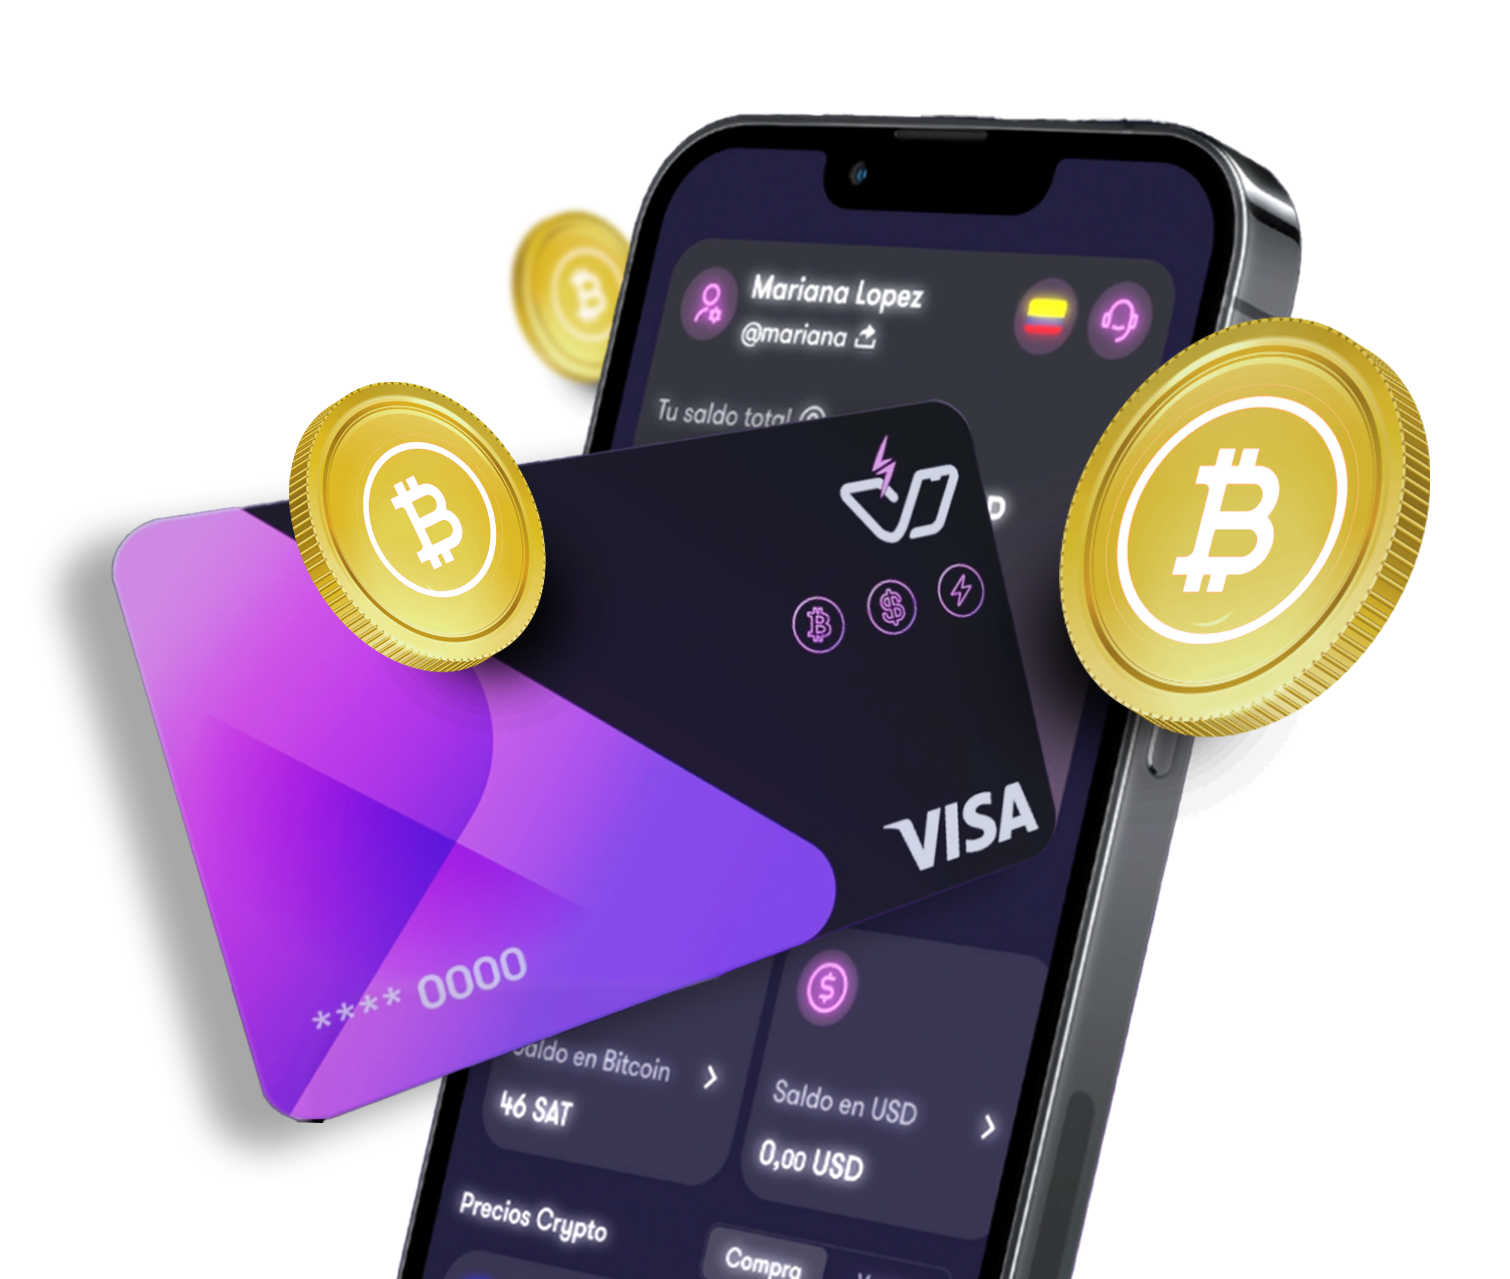 Mariana Lopez
@mariana
Tu saldo total
VISA
**** 0000
Saldo en Bitcoin
46 SAT
Saldo en USD
0,00 USD
Precios Crypto
Compra